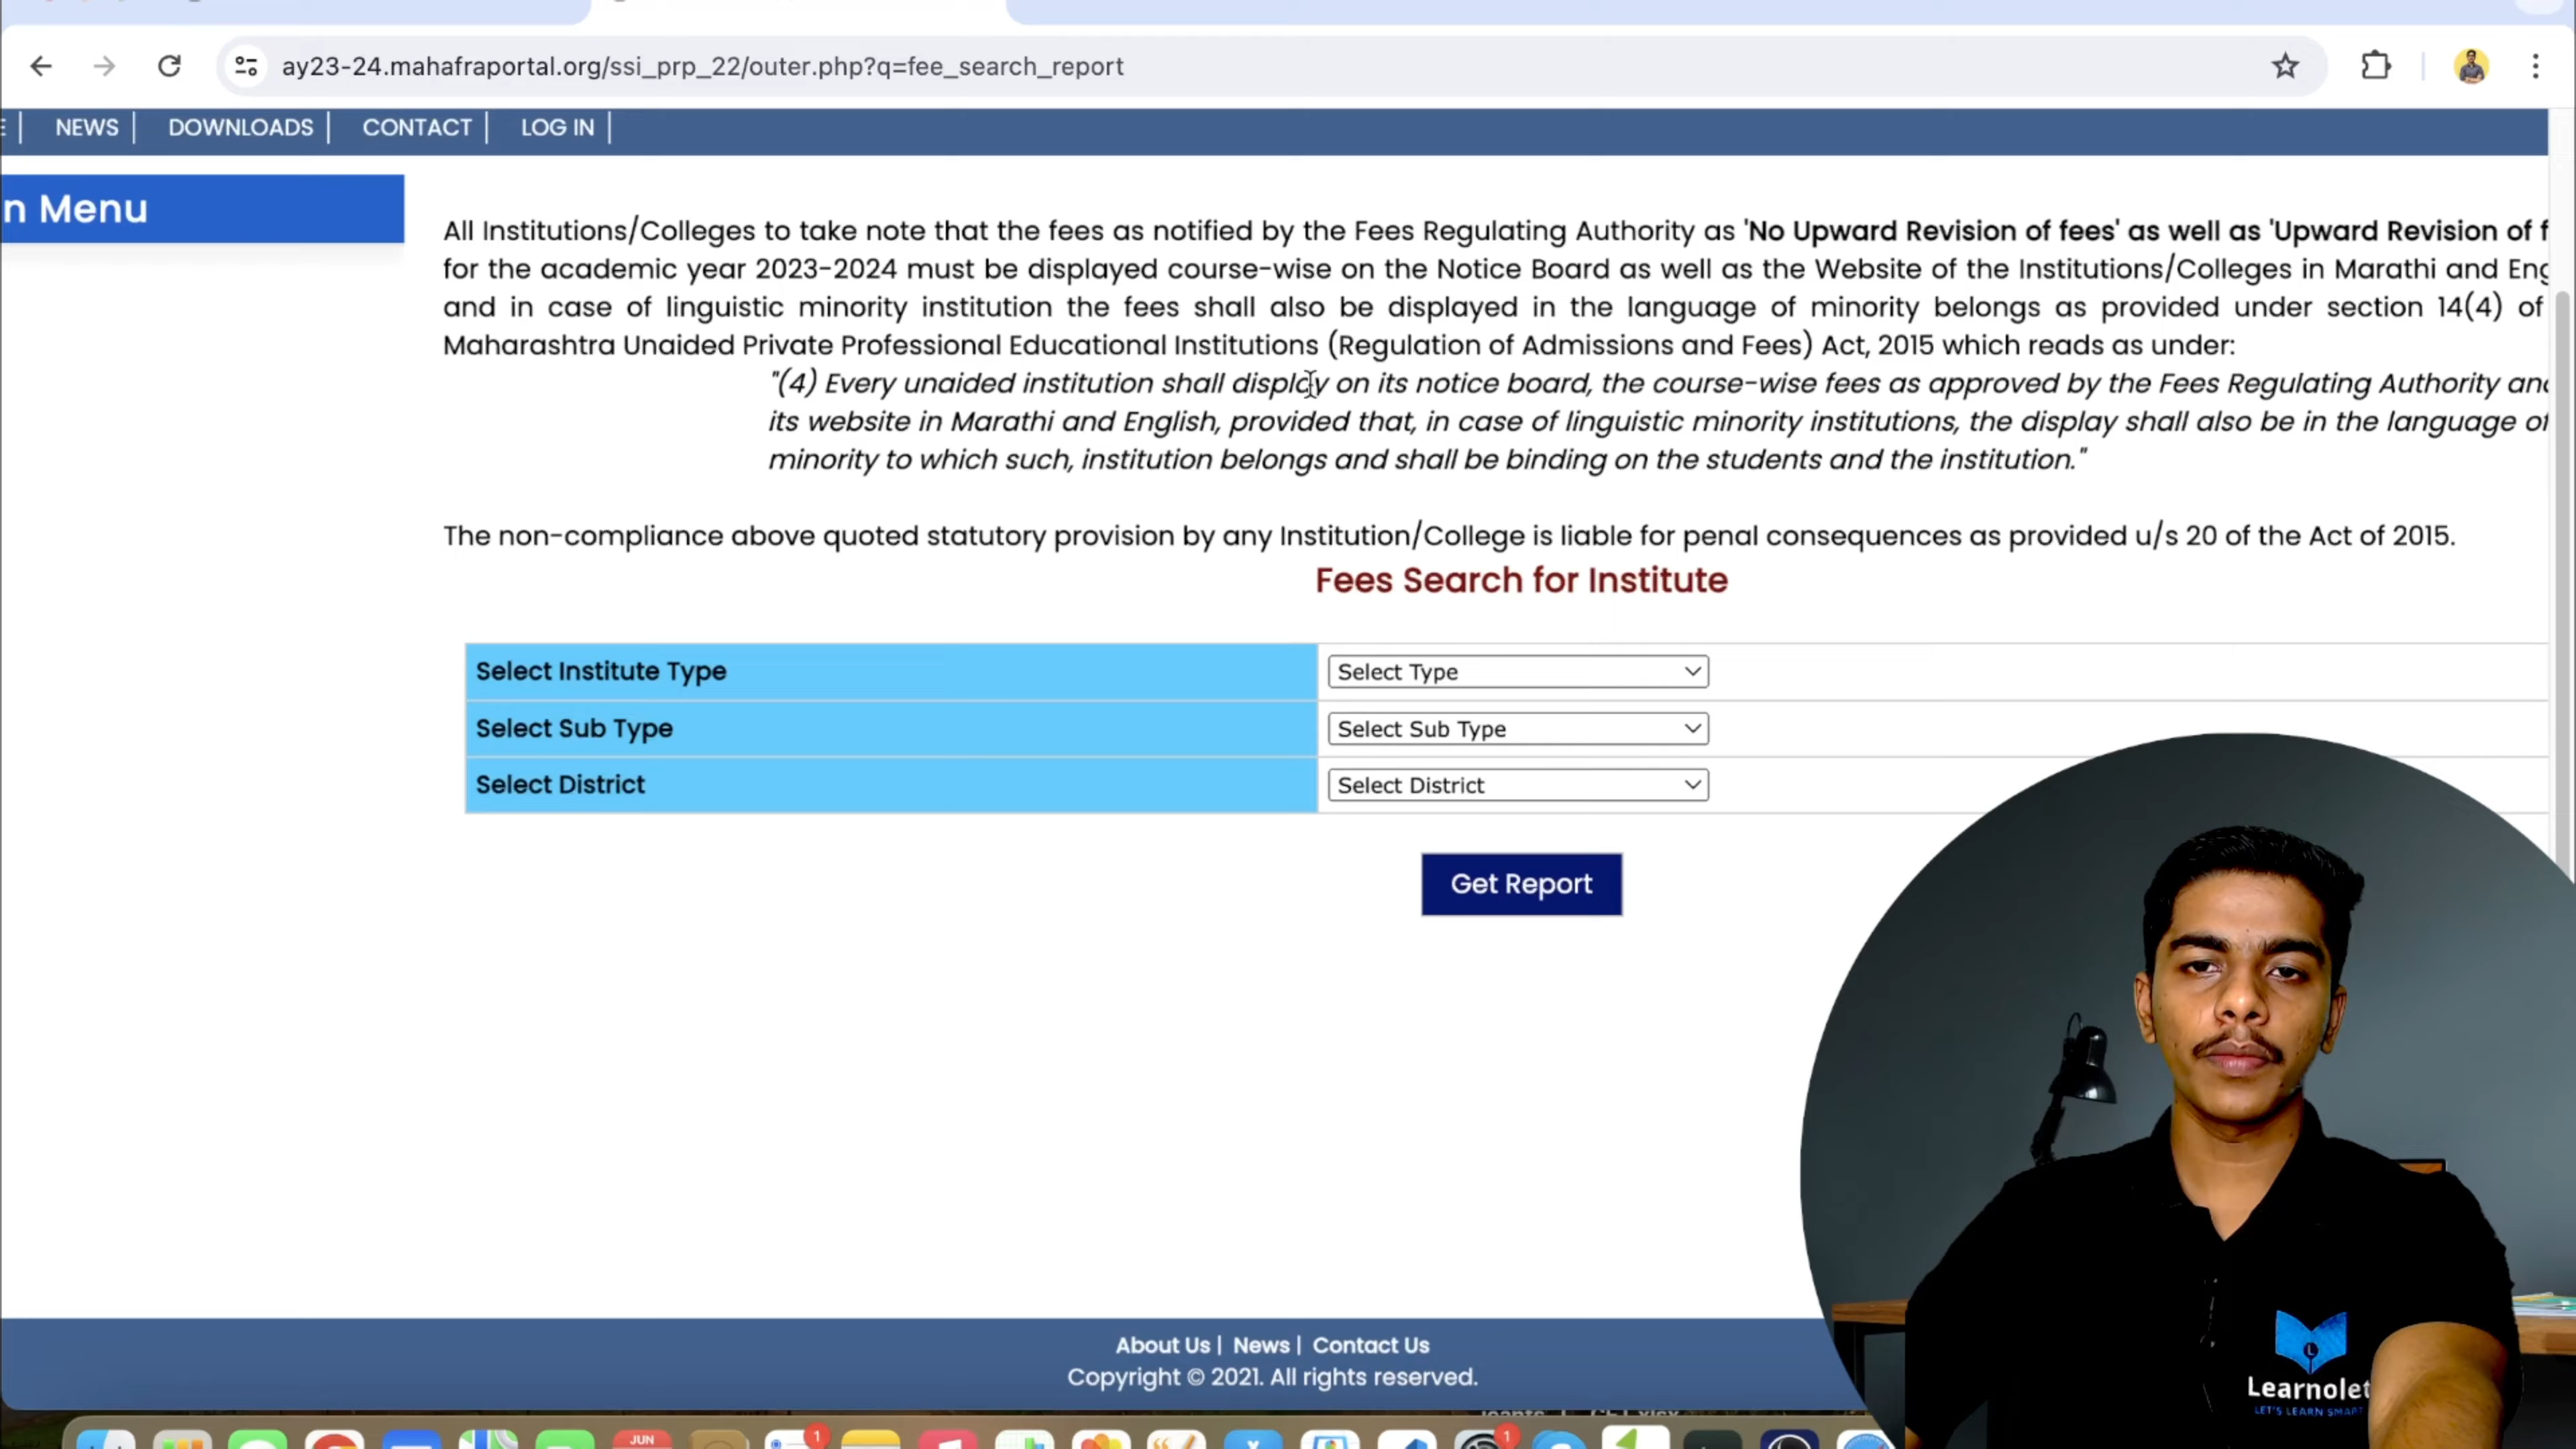 ay23-24.mahafraportal.org/ssi_prp_22/outer.php?q=fee_search_report
NEWS | DOWNLOADS | CONTACT | LOG IN |
n Menu
All Institutions/Colleges to take note that the fees as notified by the Fees Regulating Authority as 'No Upward Revision of fees' as well as 'Upward Revision of f
for the academic year 2023-2024 must be displayed course-wise on the Notice Board as well as the Website of the Institutions/Colleges in Marathi and Eng
and in case of linguistic minority institution the fees shall also be displayed in the language of minority belongs as provided under section 14(4) of
Maharashtra Unaided Private Professional Educational Institutions (Regulation of Admissions and Fees) Act, 2015 which reads as under:
"(4) Every unaided institution shall display on its notice board, the course-wise fees as approved by the Fees Regulating Authority and
its website in Marathi and English, provided that, in case of linguistic minority institutions, the display shall also be in the language of
minority to which such, institution belongs and shall be binding on the students and the institution."
The non-compliance above quoted statutory provision by any Institution/College is liable for penal consequences as provided u/s 20 of the Act of 2015.
Fees Search for Institute
Select Institute Type Select Type
Select Sub Type Select Sub Type
Select District Select District
Get Report
About Us | News | Contact Us
Copyright © 2021. All rights reserved.
Learnolet
LET'S LEARN SMART
1
JUN
1